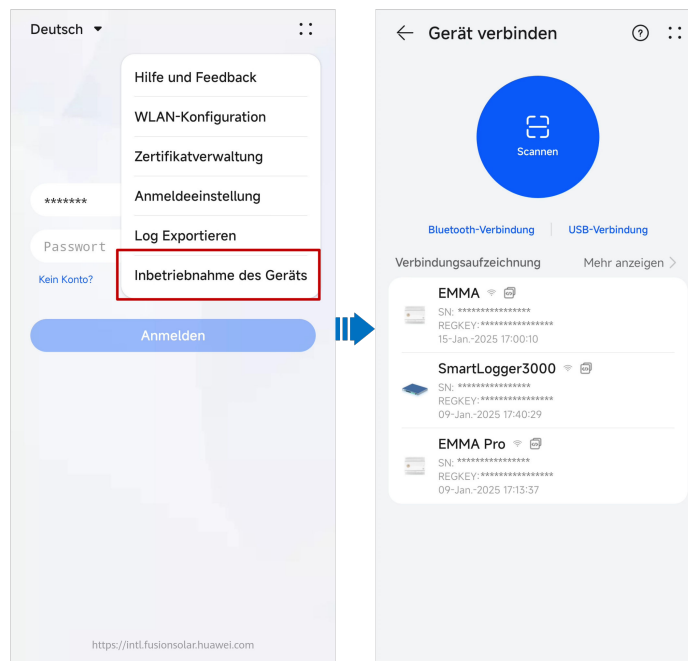 Deutsch
Hilfe und Feedback
WLAN-Konfiguration
Zertifikatverwaltung
Anmeldeeinstellung
Log Exportieren
Inbetriebnahme des Geräts
*******
Passwort
Kein Konto?
Anmelden
https://intl.fusionsolar.huawei.com
Gerät verbinden
Scannen
Bluetooth-Verbindung USB-Verbindung
Verbindungsaufzeichnung Mehr anzeigen
EMMA
SN: ****************
REGKEY:****************
15-Jan.-2025 17:00:10
SmartLogger3000
SN: ****************
REGKEY:****************
09-Jan.-2025 17:40:29
EMMA Pro
SN: ****************
REGKEY:****************
09-Jan.-2025 17:13:37